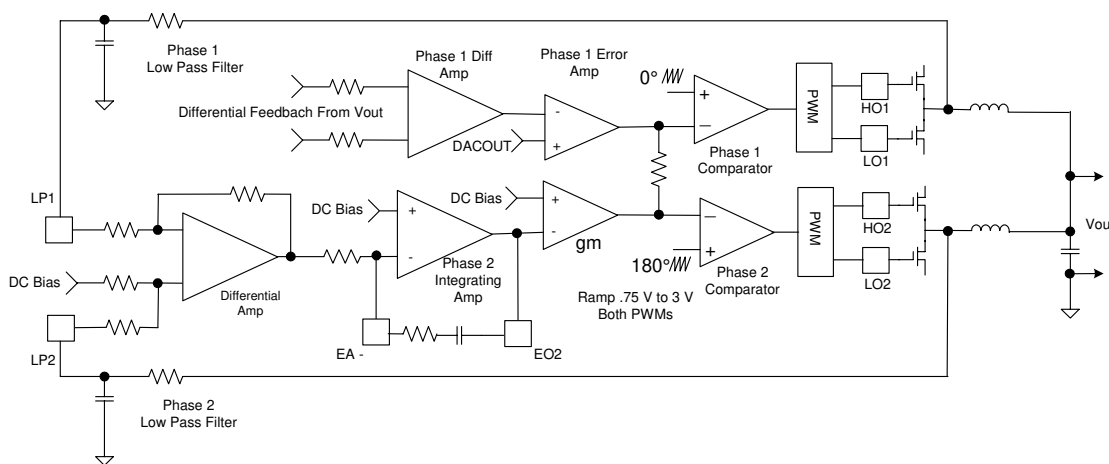 Phase 1
Low Pass Filter
Phase 1 Diff
Amp
Phase 1 Error
Amp
Differential Feedbach From Vout
DACOUT
-
+
0°
+
–
Phase 1
Comparator
PWM
HO1
LO1
LP1
DC Bias
LP2
Differential
Amp
DC Bias
+
-
Phase 2
Integrating
Amp
EA -
EO2
DC Bias
+
-
gm
180°
–
+
Phase 2
Comparator
Ramp .75 V to 3 V
Both PWMs
PWM
HO2
LO2
Vou
Phase 2
Low Pass Filter